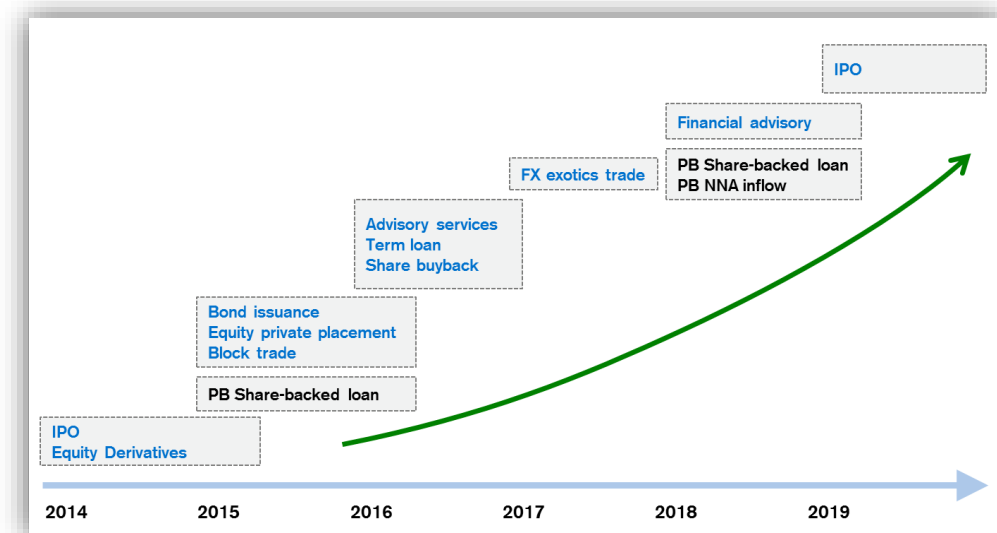 IPO
Financial advisory
PB Share-backed loan
PB NNA inflow
FX exotics trade
Advisory services
Term loan
Share buyback
Bond issuance
Equity private placement
Block trade
PB Share-backed loan
IPO
Equity Derivatives
2014 2015 2016 2017 2018 2019